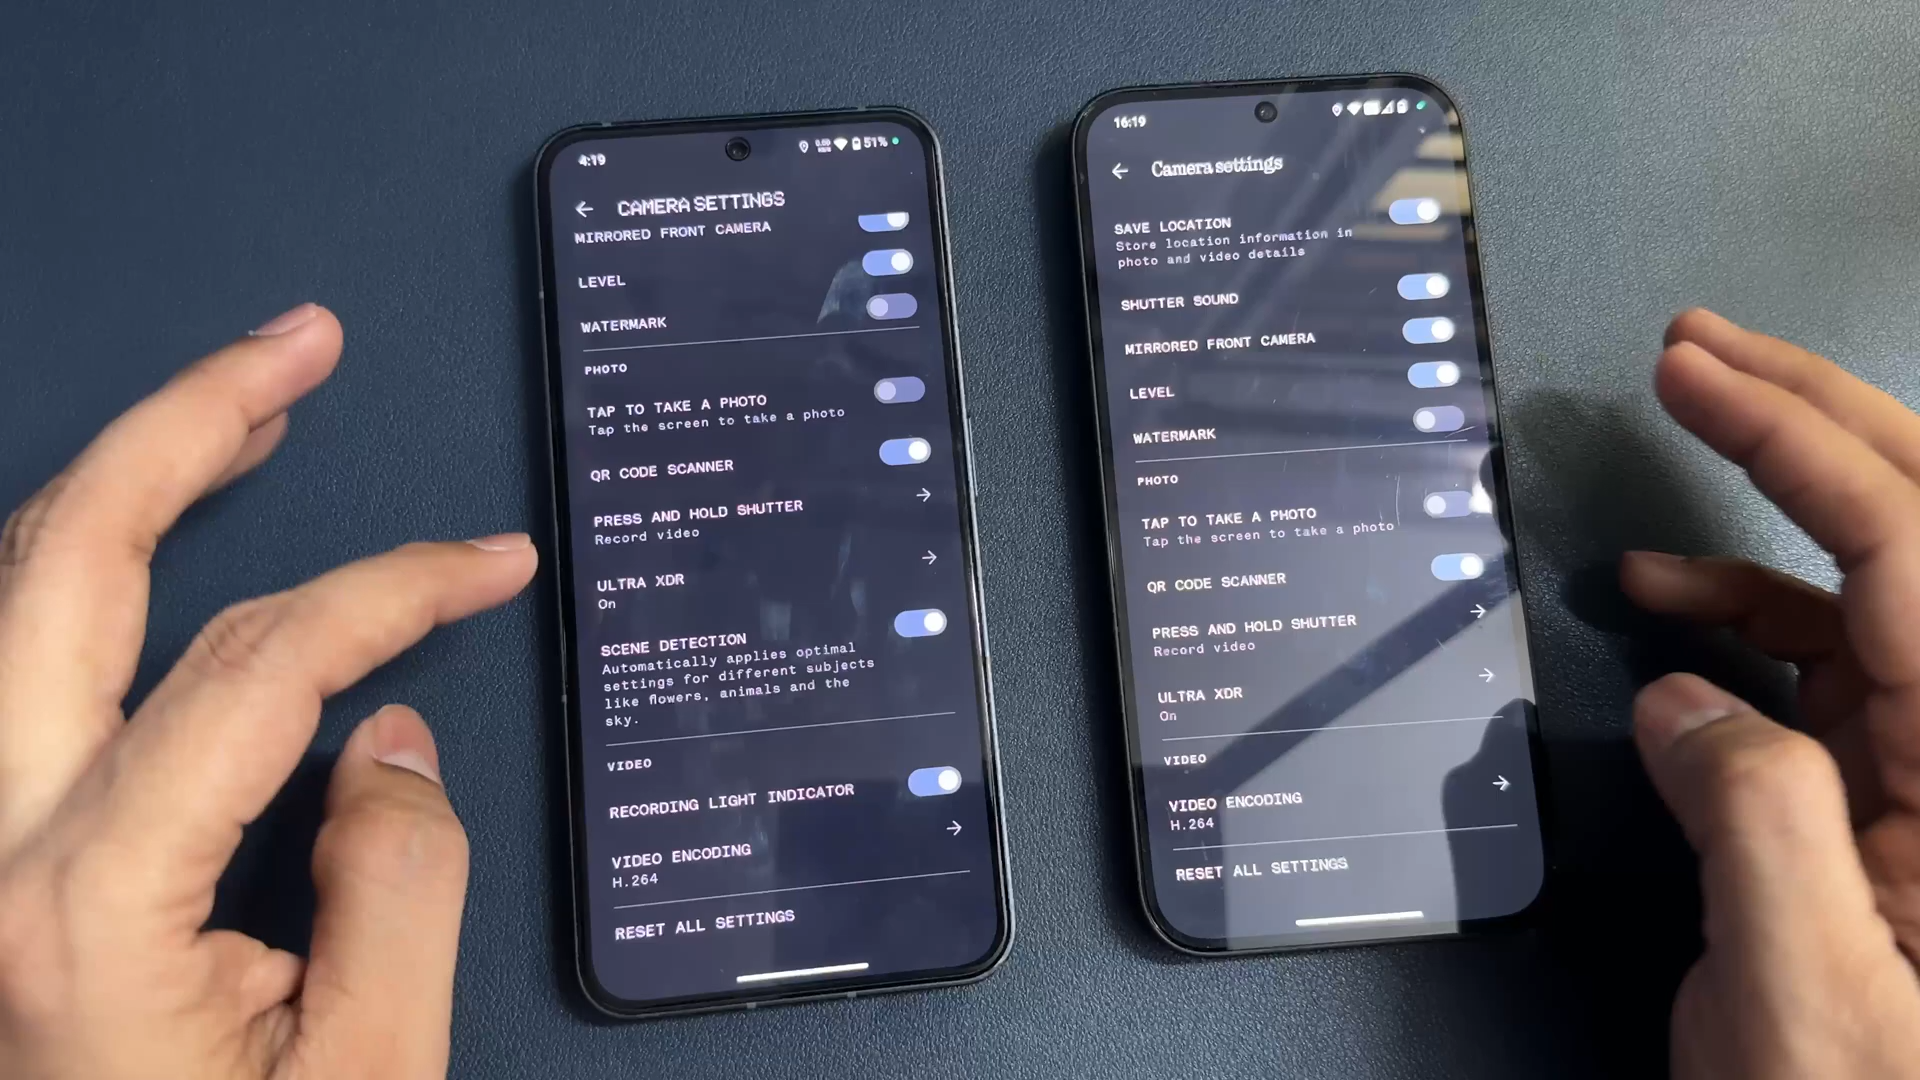 4:19
51%
CAMERA SETTINGS
MIRRORED FRONT CAMERA
LEVEL
WATERMARK
PHOTO
TAP TO TAKE A PHOTO
Tap the screen to take a photo
QR CODE SCANNER
PRESS AND HOLD SHUTTER
Record video
ULTRA XDR
On
SCENE DETECTION
Automatically applies optimal
settings for different subjects
like flowers, animals and the
sky.
VIDEO
RECORDING LIGHT INDICATOR
VIDEO ENCODING
H.264
RESET ALL SETTINGS
16:19
Camera settings
SAVE LOCATION
Store location information in
photo and video details
SHUTTER SOUND
MIRRORED FRONT CAMERA
LEVEL
WATERMARK
PHOTO
TAP TO TAKE A PHOTO
Tap the screen to take a photo
QR CODE SCANNER
PRESS AND HOLD SHUTTER
Record video
ULTRA XDR
On
VIDEO
VIDEO ENCODING
H.264
RESET ALL SETTINGS